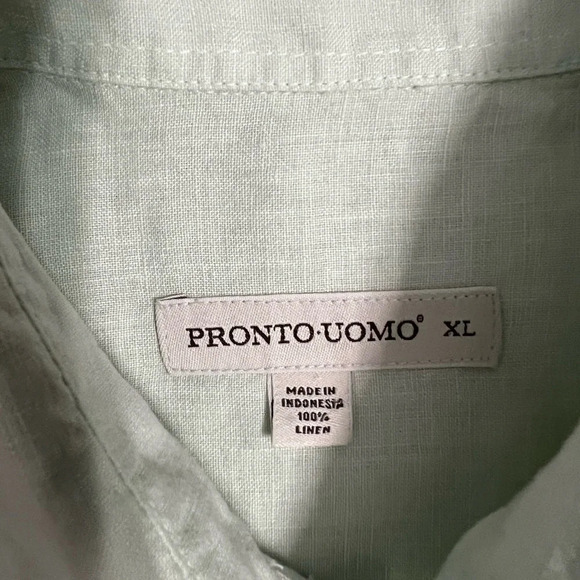 PRONTO·UOMO® XL
MADE IN
INDONESIA
100%
LINEN